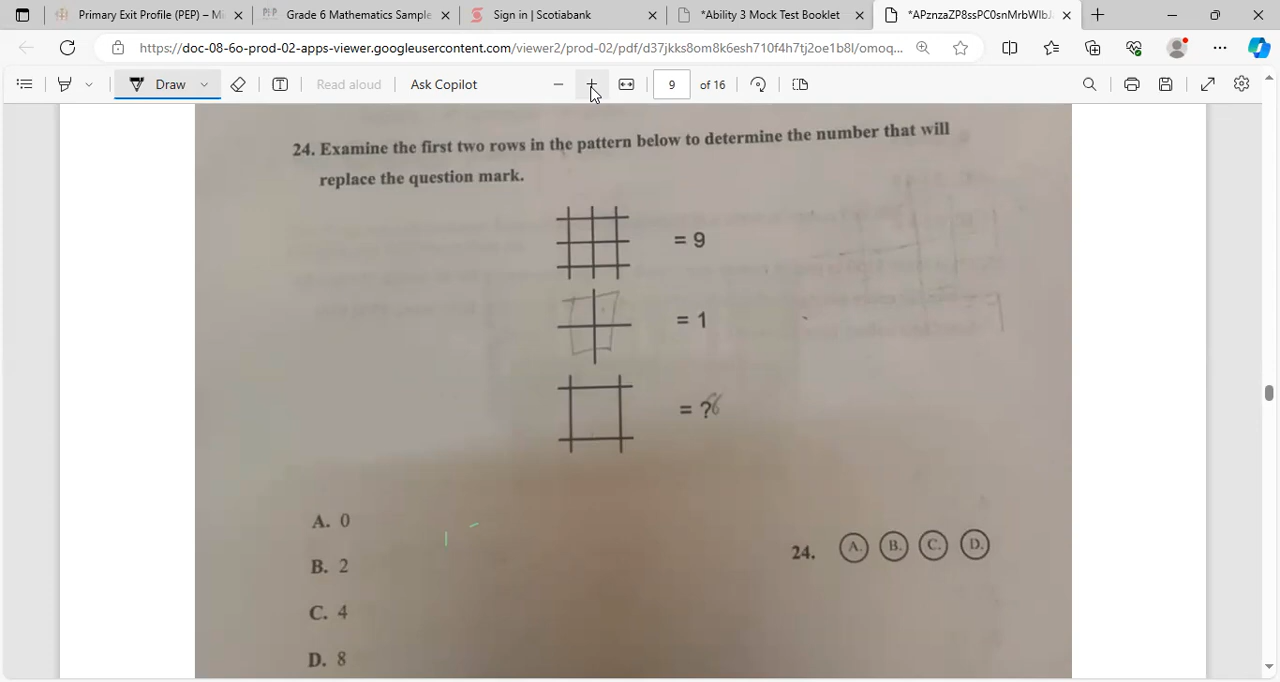 Primary Exit Profile (PEP) – Mi
Grade 6 Mathematics Sample
Sign in | Scotiabank
*Ability 3 Mock Test Booklet
*APznzaZP8ssPC0snMrbWIbJ
https://doc-08-6o-prod-02-apps-viewer.googleusercontent.com/viewer2/prod-02/pdf/d37jkks8om8k6esh710f4h7tj2oe1b8l/omoq...
Draw
Read aloud
Ask Copilot
9 of 16
24. Examine the first two rows in the pattern below to determine the number that will
replace the question mark.
= 9
= 1
= ?
A. 0
B. 2
C. 4
D. 8
24. A. B. C. D.